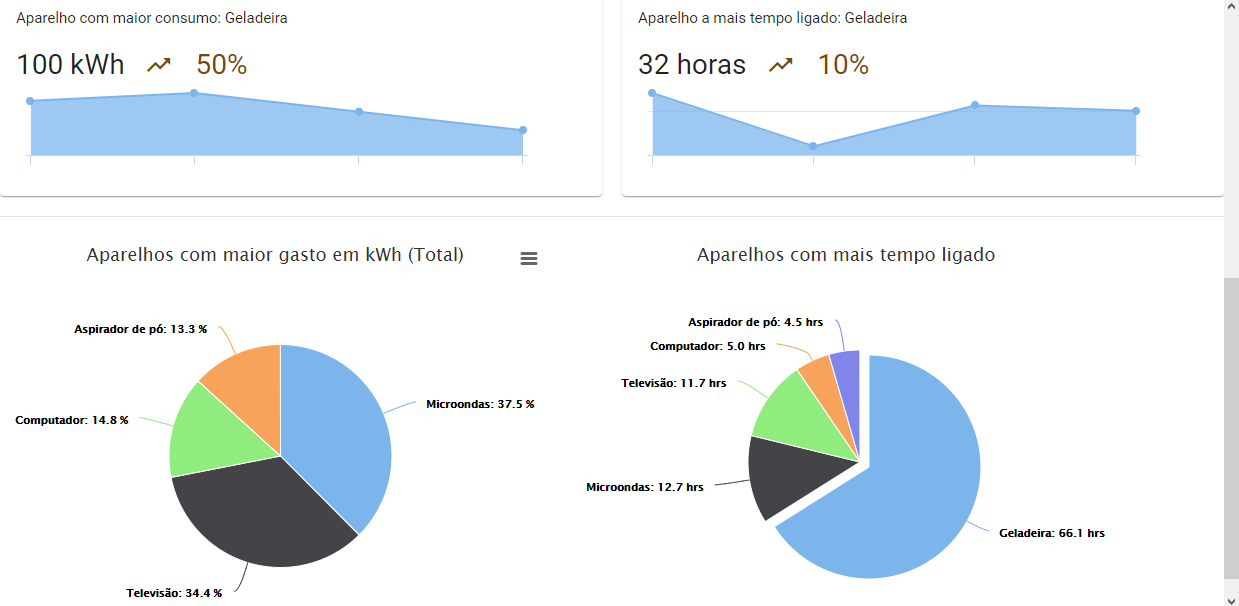 Aparelho com maior consumo: Geladeira
100 kWh 50%
Aparelho a mais tempo ligado: Geladeira
32 horas 10%
Aparelhos com maior gasto em kWh (Total)
Aspirador de pó: 13.3 %
Microondas: 37.5 %
Computador: 14.8 %
Televisão: 34.4 %
Aparelhos com mais tempo ligado
Aspirador de pó: 4.5 hrs
Computador: 5.0 hrs
Televisão: 11.7 hrs
Microondas: 12.7 hrs
Geladeira: 66.1 hrs